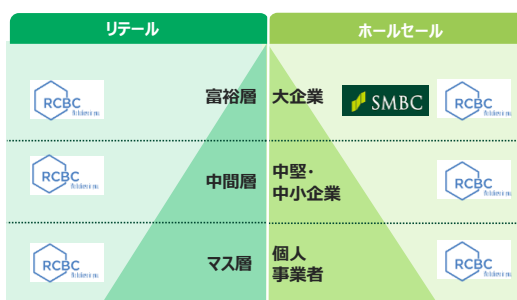 リテール
ホールセール
RCBC
富裕層
大企業
SMBC
RCBC
RCBC
中間層
中堅・
中小企業
RCBC
RCBC
マス層
個人
事業者
RCBC